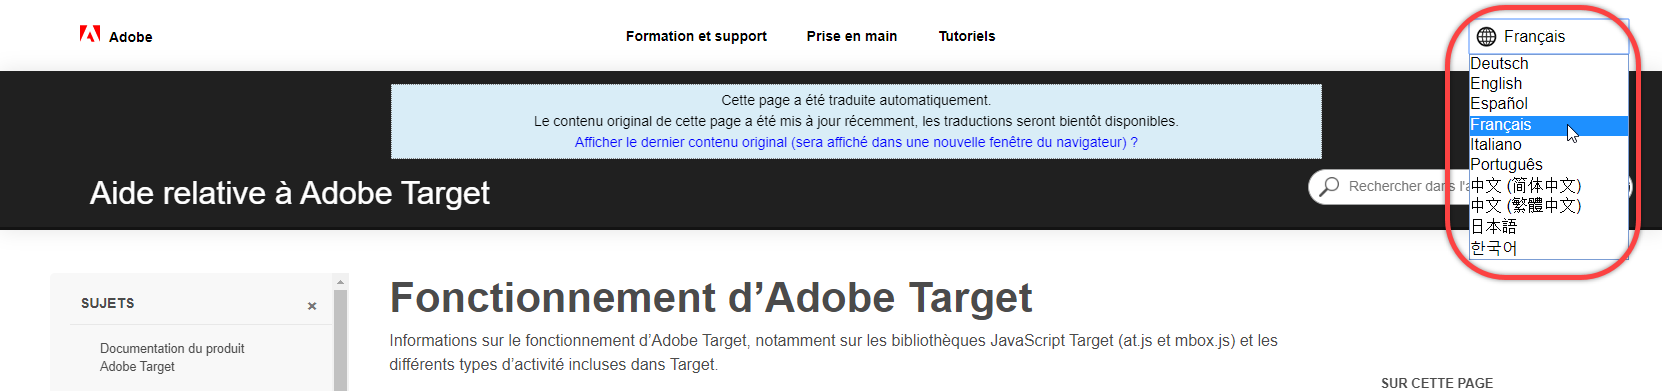 Adobe
Formation et support
Prise en main
Tutoriels
Français
Deutsch
English
Español
Français
Italiano
Português
中文 (简体中文)
中文 (繁體中文)
日本語
한국어
Cette page a été traduite automatiquement.
Le contenu original de cette page a été mis à jour récemment, les traductions seront bientôt disponibles.
Afficher le dernier contenu original (sera affiché dans une nouvelle fenêtre du navigateur) ?
Aide relative à Adobe Target
Rechercher dans l'a
SUJETS ×
Documentation du produit
Adobe Target
Fonctionnement d’Adobe Target
Informations sur le fonctionnement d’Adobe Target, notamment sur les bibliothèques JavaScript Target (at.js et mbox.js) et les
différents types d’activité incluses dans Target.
SUR CETTE PAGE